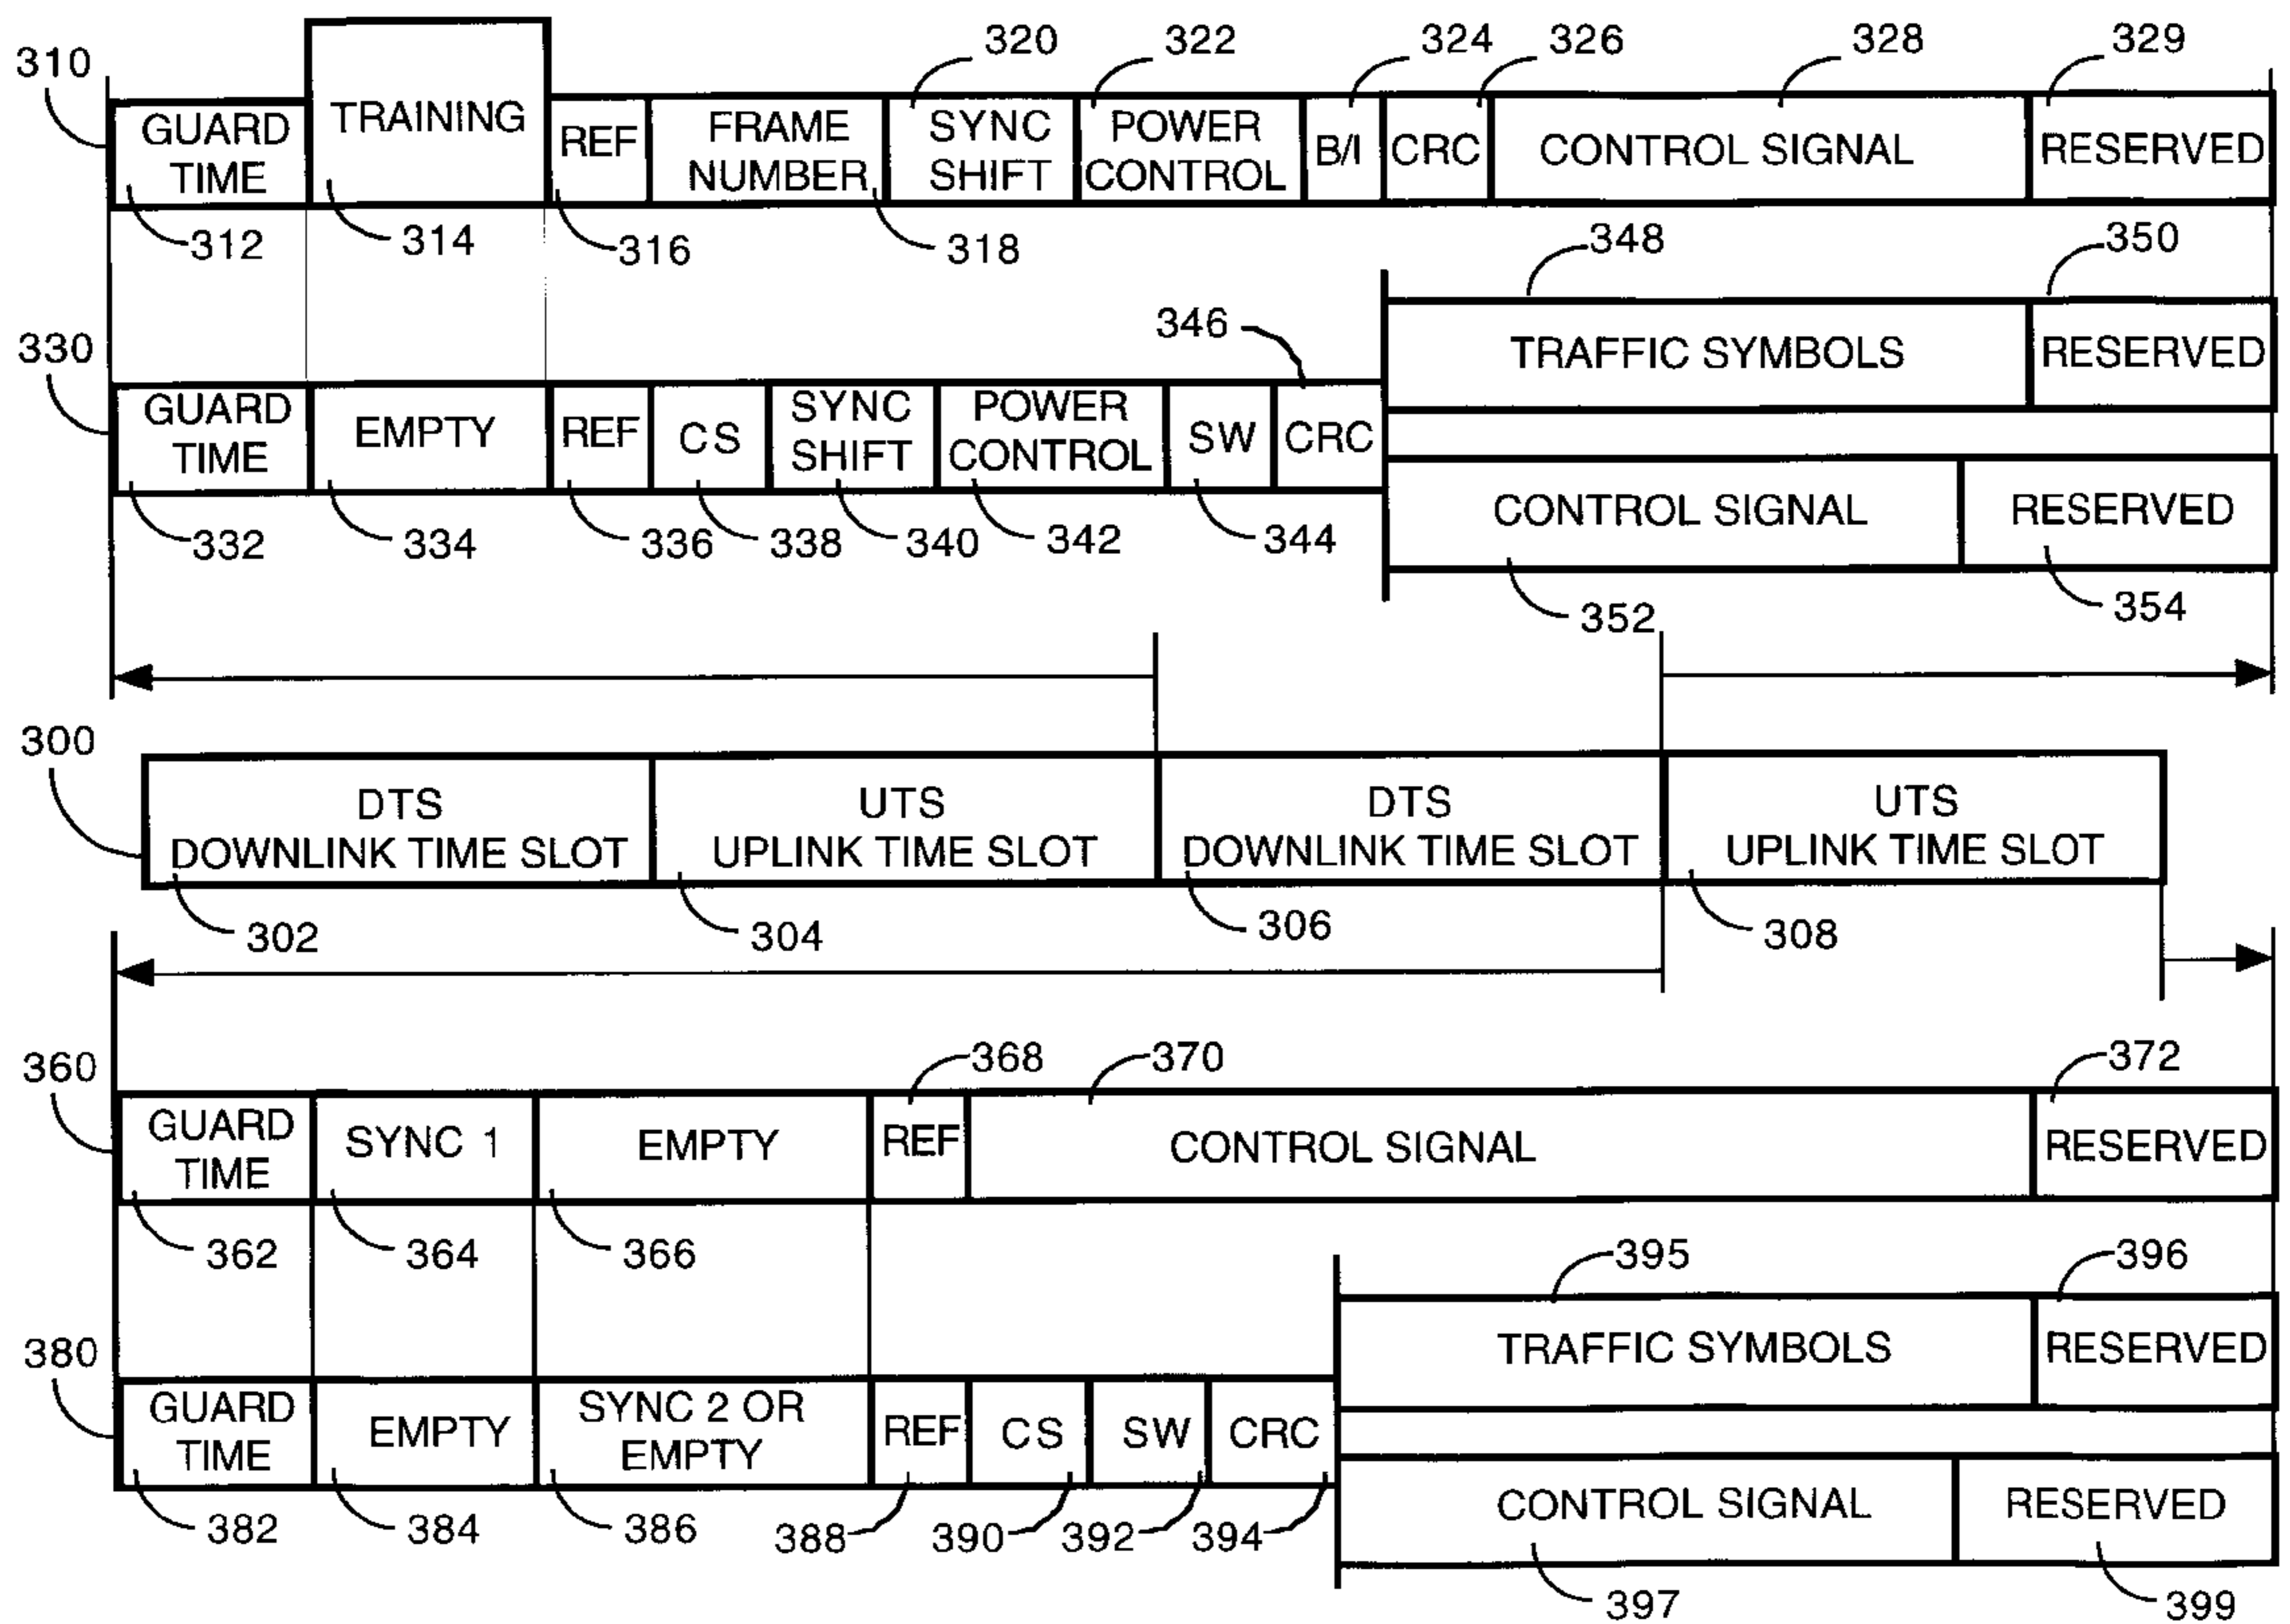 320 322 324 326 328 329
310
GUARD TIME TRAINING REF FRAME NUMBER SYNC SHIFT POWER CONTROL B/I CRC CONTROL SIGNAL RESERVED
312 314 316 318
348 350
346
TRAFFIC SYMBOLS RESERVED
330
GUARD TIME EMPTY REF CS SYNC SHIFT POWER CONTROL SW CRC
CONTROL SIGNAL RESERVED
332 334 336 338 340 342 344
352 354
300
DTS UTS DTS UTS
DOWNLINK TIME SLOT UPLINK TIME SLOT DOWNLINK TIME SLOT UPLINK TIME SLOT
302 304 306 308
368 370 372
360
GUARD TIME SYNC 1 EMPTY REF CONTROL SIGNAL RESERVED
362 364 366
395 396
TRAFFIC SYMBOLS RESERVED
380
GUARD TIME EMPTY SYNC 2 OR EMPTY REF CS SW CRC
CONTROL SIGNAL RESERVED
382 384 386 388 390 392 394
397 399